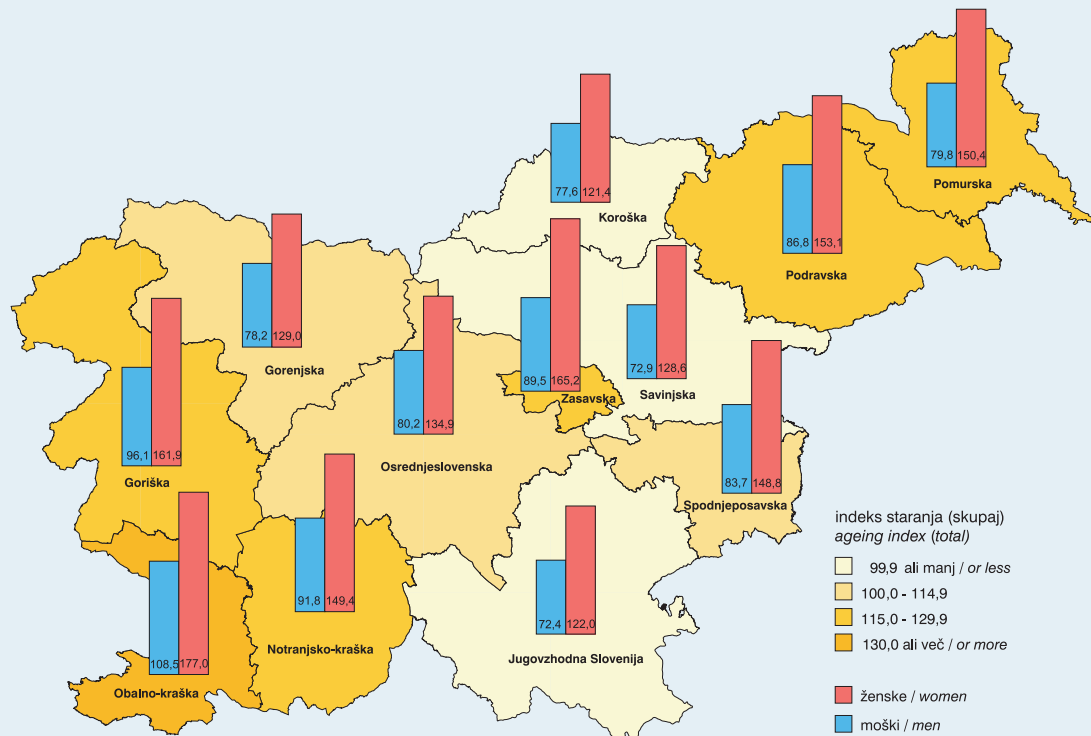 79,8 150,4
Pomurska
77,6 121,4
Koroška
86,8 153,1
Podravska
78,2 129,0
Gorenjska
89,5 165,2
Zasavska
72,9 128,6
Savinjska
80,2 134,9
Osrednjeslovenska
96,1 161,9
Goriška
83,7 148,8
Spodnjeposavska
91,8 149,4
Notranjsko-kraška
72,4 122,0
Jugovzhodna Slovenija
108,5 177,0
Obalno-kraška
indeks staranja (skupaj)
ageing index (total)
99,9 ali manj / or less
100,0 - 114,9
115,0 - 129,9
130,0 ali več / or more
ženske / women
moški / men